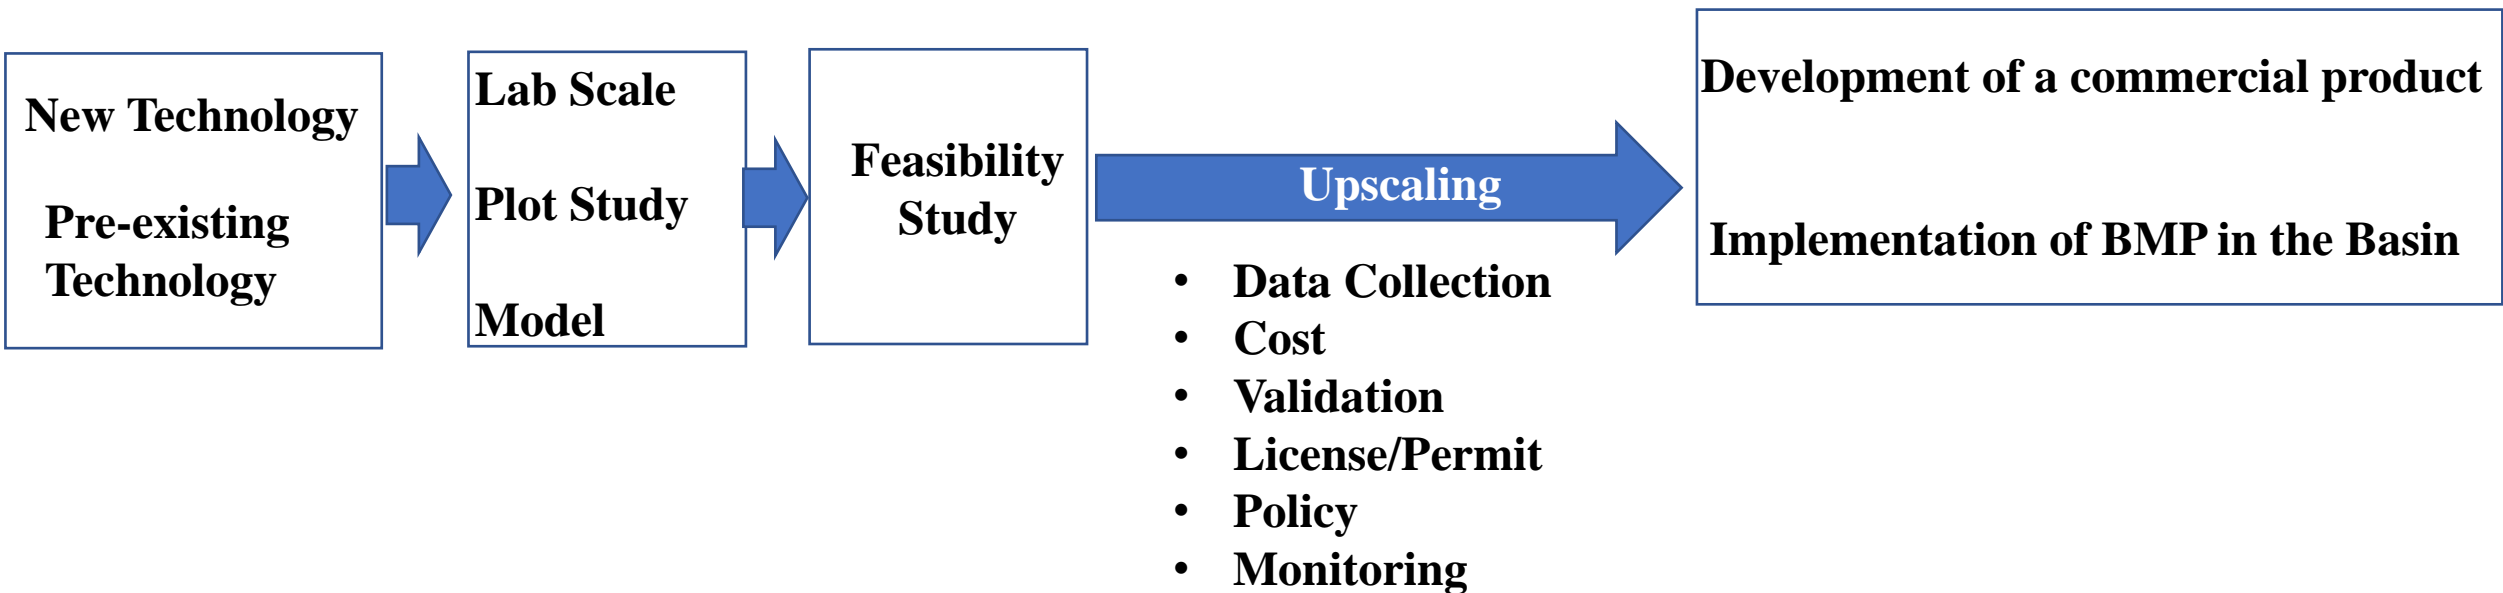 New Technology
Pre-existing
Technology
Lab Scale
Plot Study
Model
Feasibility
Study
Upscaling
• Data Collection
• Cost
• Validation
• License/Permit
• Policy
• Monitoring
Development of a commercial product
Implementation of BMP in the Basin